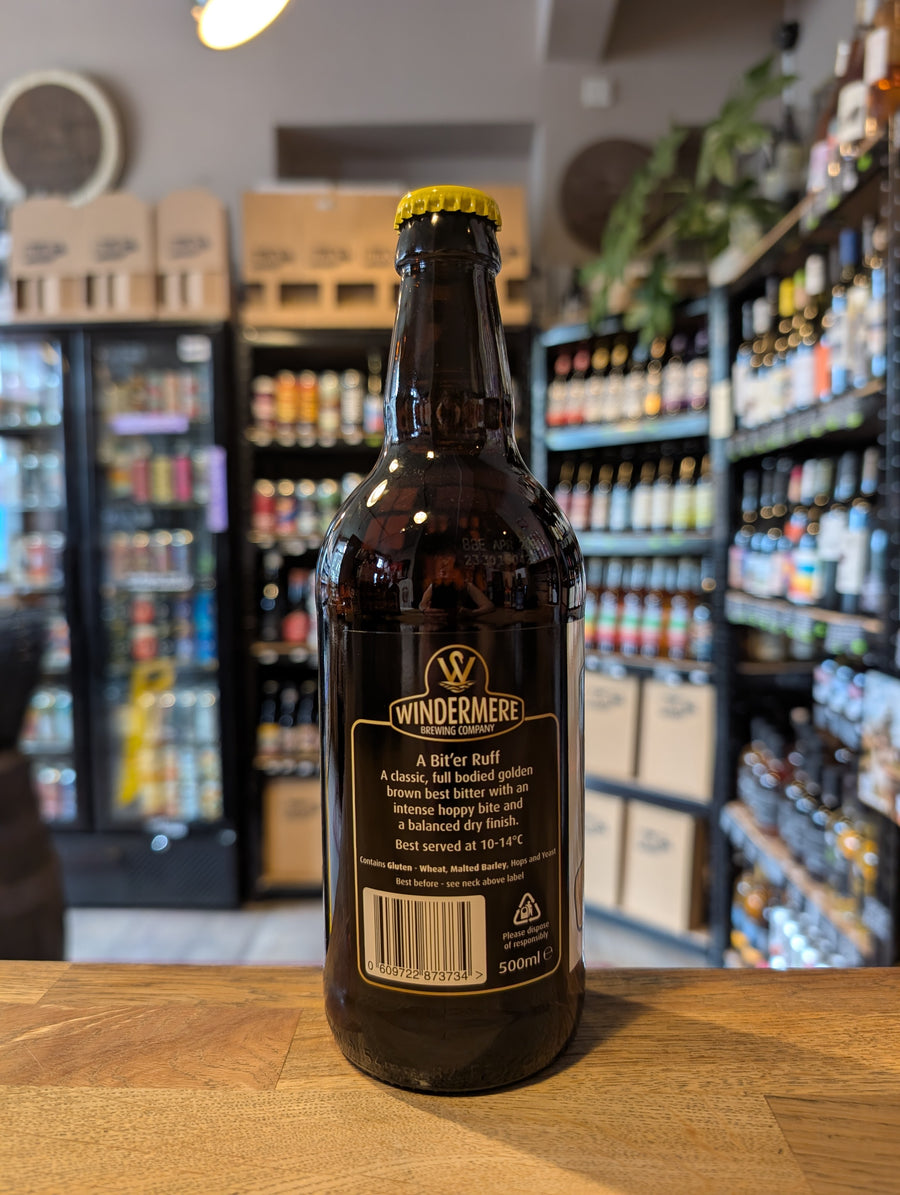 BBE APR
WINDERMERE
BREWING COMPANY
A Bit'er Ruff
A classic, full bodied golden
brown best bitter with an
intense hoppy bite and
a balanced dry finish.
Best served at 10-14°C
Contains Gluten - Wheat, Malted Barley, Hops and Yeast
Best before - see neck above label
Please dispose
of responsibly
500ml e
0 609722 873734 >